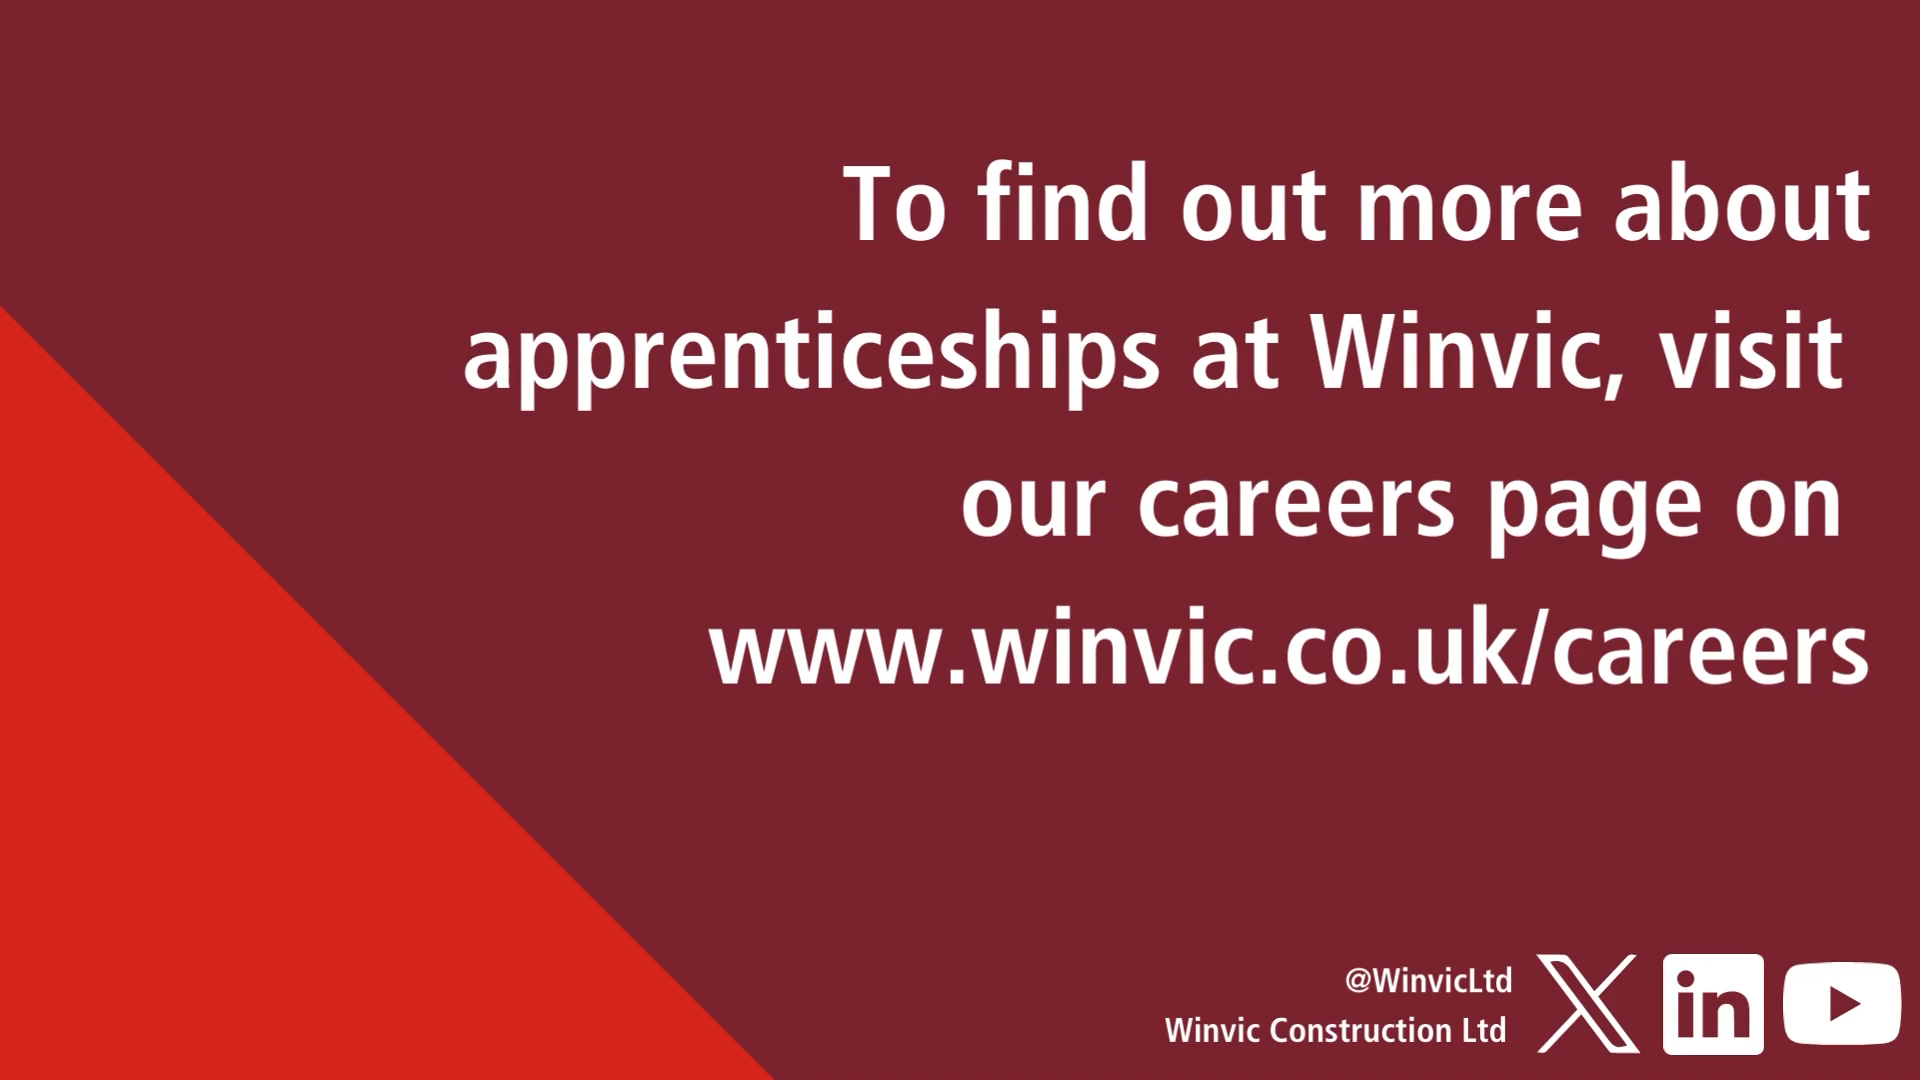 To find out more about
apprenticeships at Winvic, visit
our careers page on
www.winvic.co.uk/careers
@WinvicLtd
Winvic Construction Ltd
in